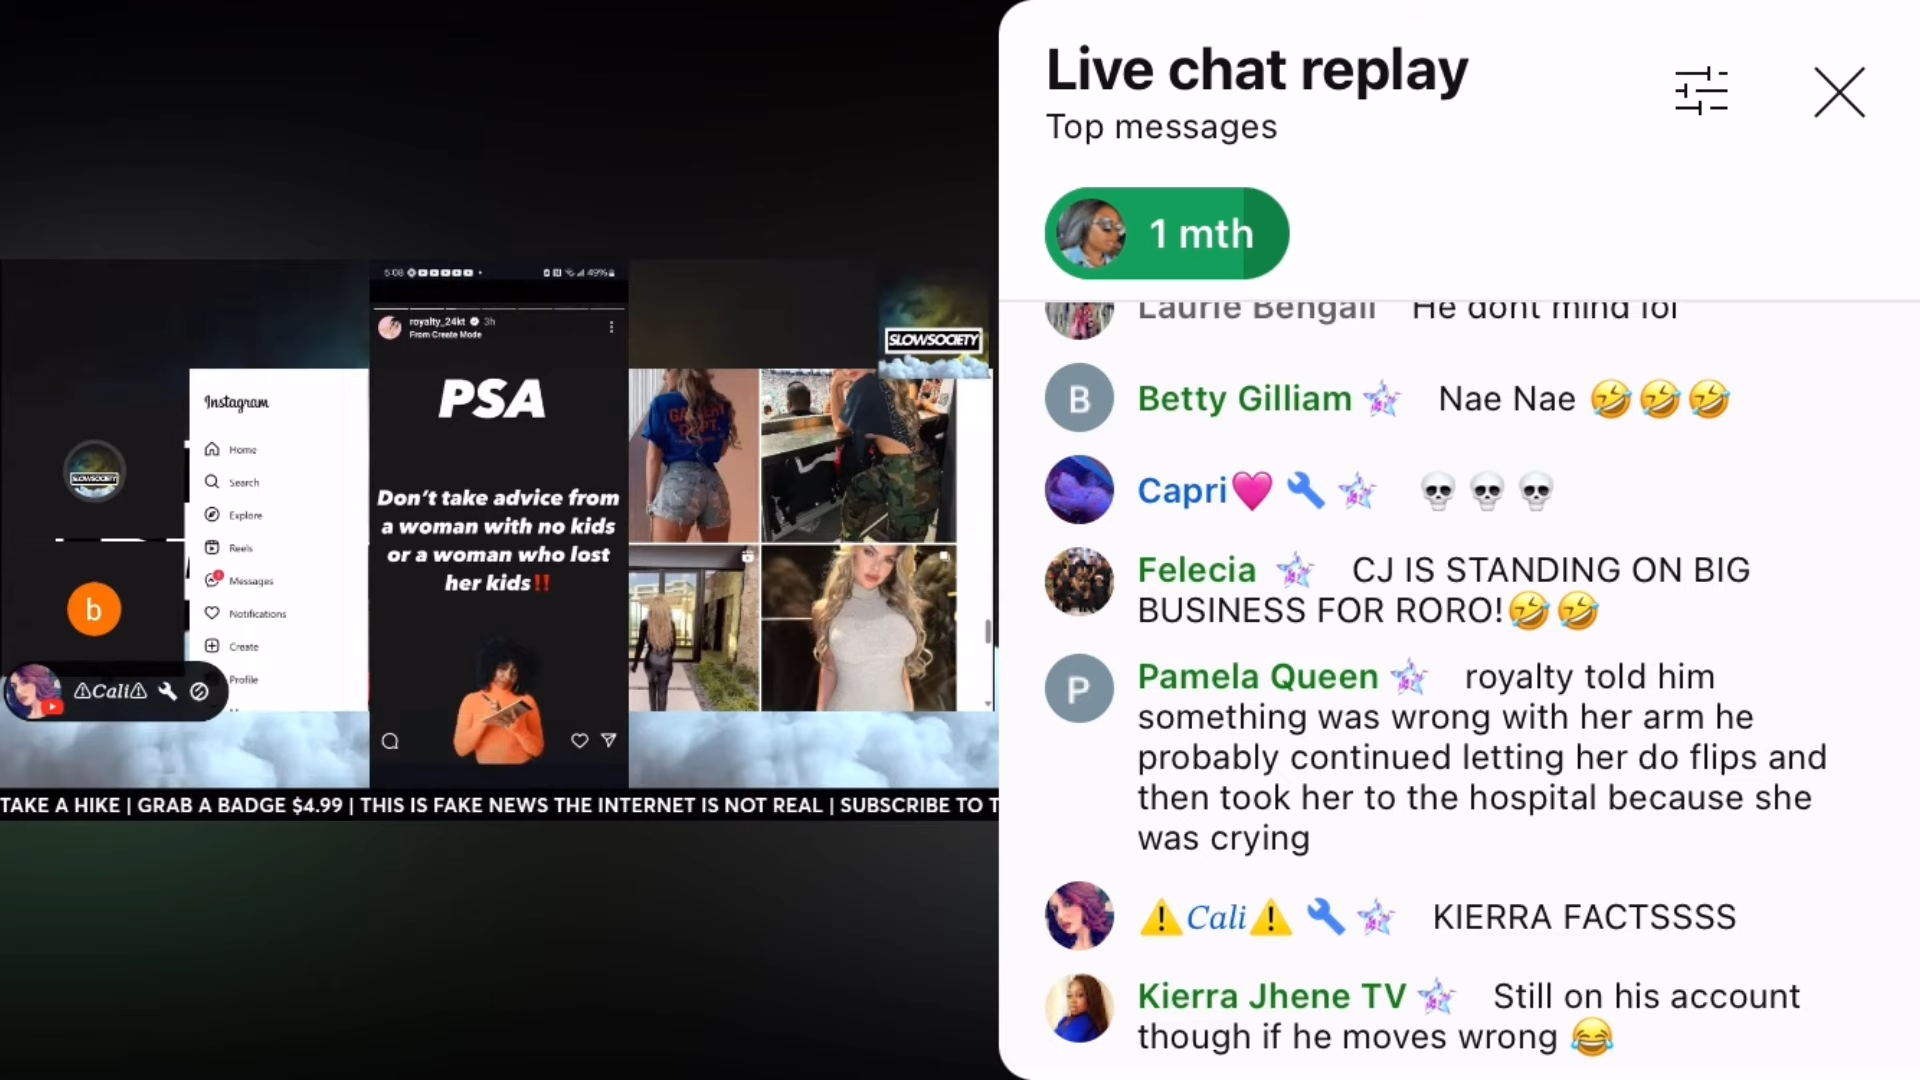 Live chat replay
Top messages
1 mth
Laurie Bengall He dont mind lol
B
Betty Gilliam Nae Nae 🤣🤣🤣
Capri🩷 💀💀💀
Felecia CJ IS STANDING ON BIG
BUSINESS FOR RORO!🤣🤣
P
Pamela Queen royalty told him
something was wrong with her arm he
probably continued letting her do flips and
then took her to the hospital because she
was crying
⚠️Cali⚠️ KIERRA FACTSSSS
Kierra Jhene TV Still on his account
though if he moves wrong 😂
5:08
49%
royalty_24kt 3h
From Create Mode
PSA
Don't take advice from
a woman with no kids
or a woman who lost
her kids‼️
SLOWSOCIETY
SLOWSOCIETY
b
Instagram
Home
Search
Explore
Reels
Messages
Notifications
Create
Profile
⚠Cali⚠
TAKE A HIKE | GRAB A BADGE $4.99 | THIS IS FAKE NEWS THE INTERNET IS NOT REAL | SUBSCRIBE TO T